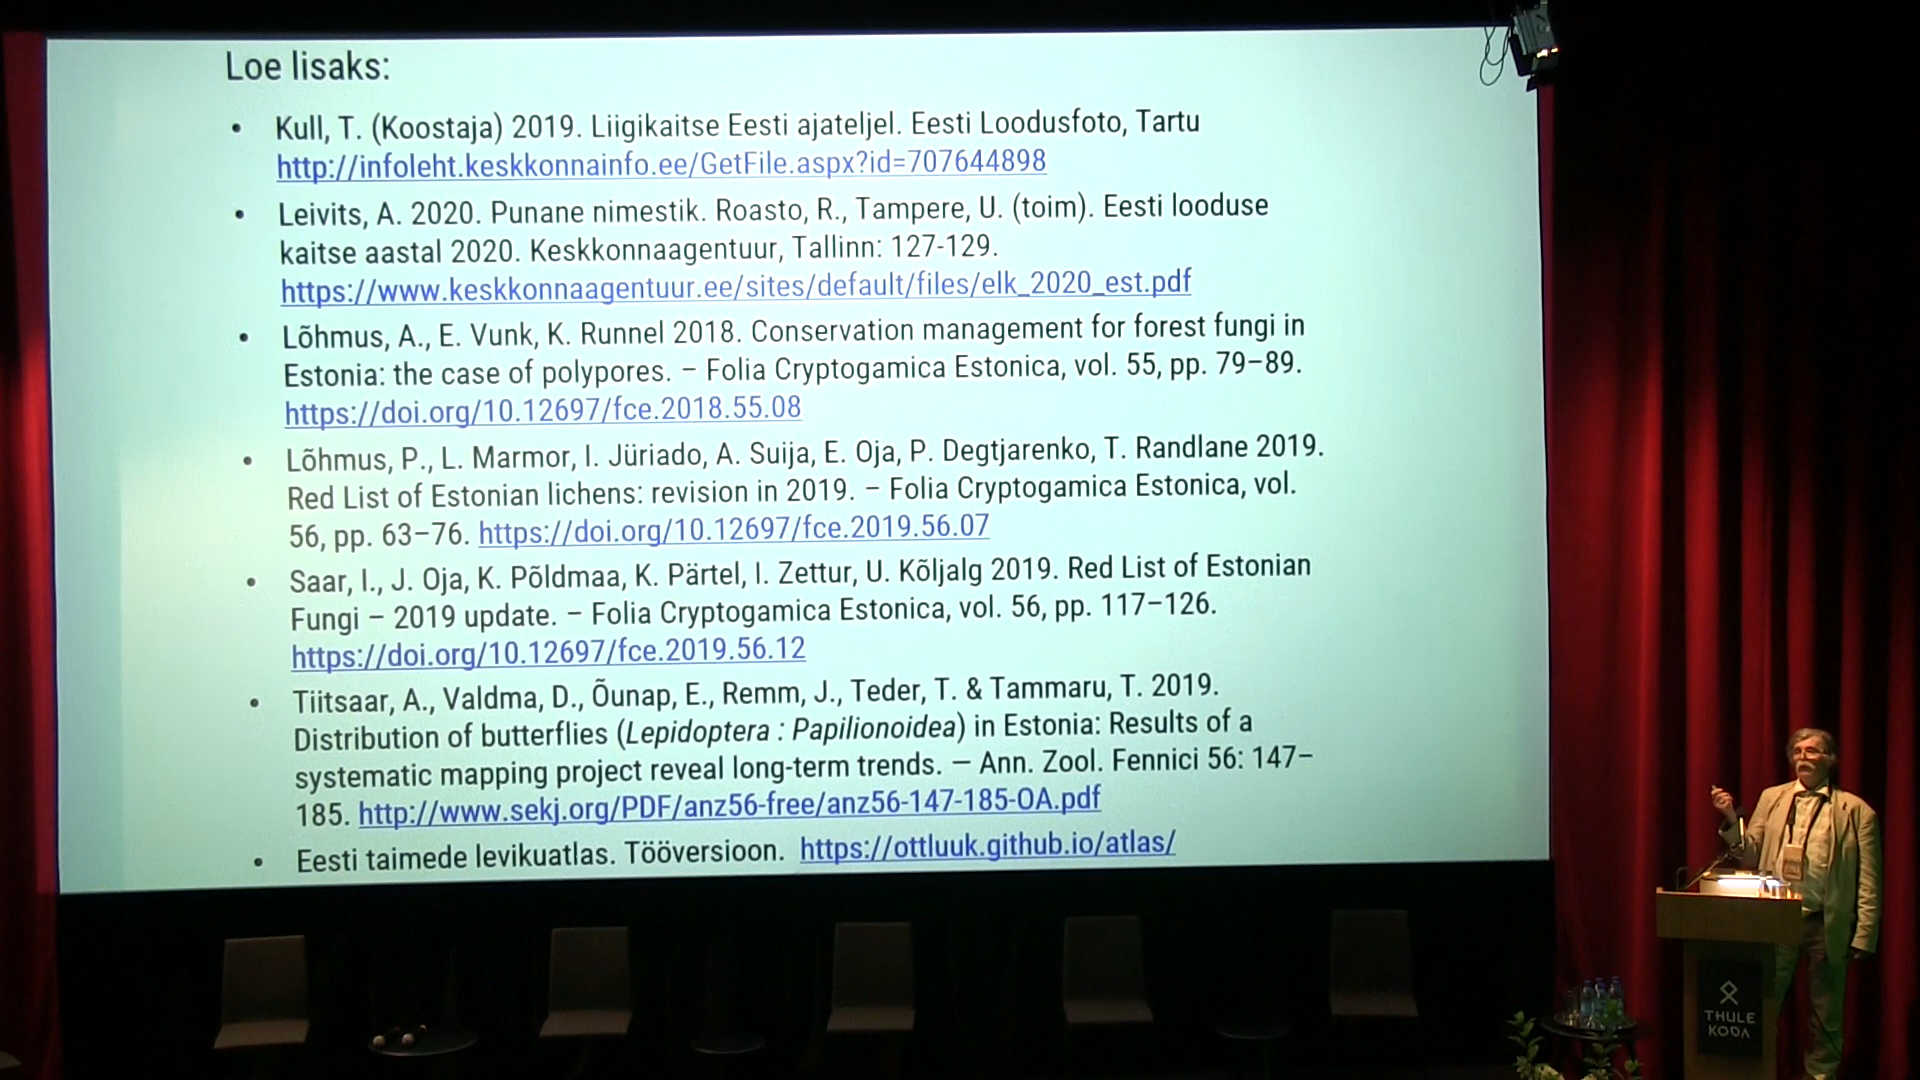 Loe lisaks:
• Kull, T. (Koostaja) 2019. Liigikaitse Eesti ajateljel. Eesti Loodusfoto, Tartu
http://infoleht.keskkonnainfo.ee/GetFile.aspx?id=707644898
• Leivits, A. 2020. Punane nimestik. Roasto, R., Tampere, U. (toim). Eesti looduse
kaitse aastal 2020. Keskkonnaagentuur, Tallinn: 127-129.
https://www.keskkonnaagentuur.ee/sites/default/files/elk_2020_est.pdf
• Lõhmus, A., E. Vunk, K. Runnel 2018. Conservation management for forest fungi in
Estonia: the case of polypores. – Folia Cryptogamica Estonica, vol. 55, pp. 79–89.
https://doi.org/10.12697/fce.2018.55.08
• Lõhmus, P., L. Marmor, I. Jüriado, A. Suija, E. Oja, P. Degtjarenko, T. Randlane 2019.
Red List of Estonian lichens: revision in 2019. – Folia Cryptogamica Estonica, vol.
56, pp. 63–76. https://doi.org/10.12697/fce.2019.56.07
• Saar, I., J. Oja, K. Põldmaa, K. Pärtel, I. Zettur, U. Kõljalg 2019. Red List of Estonian
Fungi – 2019 update. – Folia Cryptogamica Estonica, vol. 56, pp. 117–126.
https://doi.org/10.12697/fce.2019.56.12
• Tiitsaar, A., Valdma, D., Õunap, E., Remm, J., Teder, T. & Tammaru, T. 2019.
Distribution of butterflies (Lepidoptera : Papilionoidea) in Estonia: Results of a
systematic mapping project reveal long-term trends. — Ann. Zool. Fennici 56: 147–
185. http://www.sekj.org/PDF/anz56-free/anz56-147-185-OA.pdf
• Eesti taimede levikuatlas. Tööversioon. https://ottluuk.github.io/atlas/
THULE
KODA